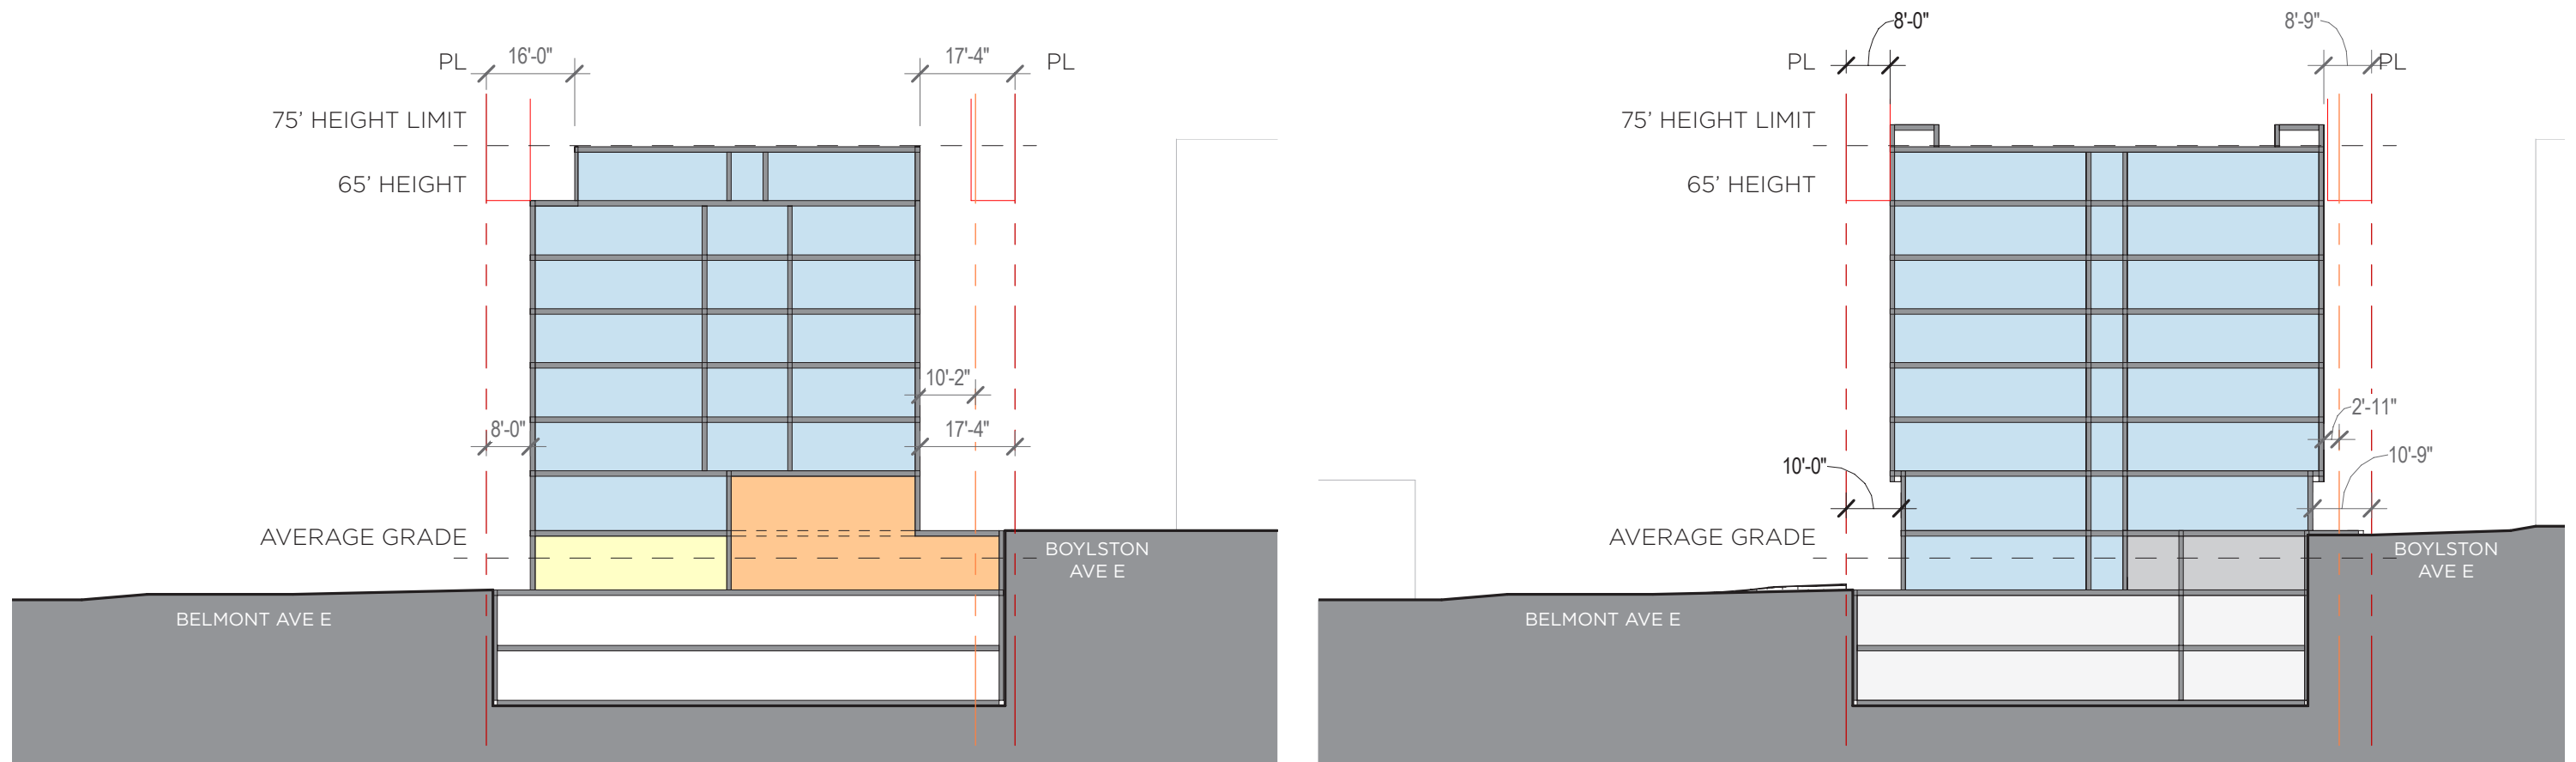 PL
16'-0"
17'-4"
PL
75’ HEIGHT LIMIT
65’ HEIGHT
10'-2"
8'-0"
17'-4"
AVERAGE GRADE
BOYLSTON
AVE E
BELMONT AVE E
8'-0"
8'-9"
PL
PL
75’ HEIGHT LIMIT
65’ HEIGHT
2'-11"
10'-0"
10'-9"
AVERAGE GRADE
BOYLSTON
AVE E
BELMONT AVE E